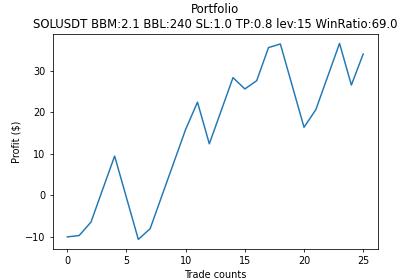 Portfolio
SOLUSDT BBM:2.1 BBL:240 SL:1.0 TP:0.8 lev:15 WinRatio:69.0
Profit ($)
30
20
10
0
−10
0
5
10
15
20
25
Trade counts